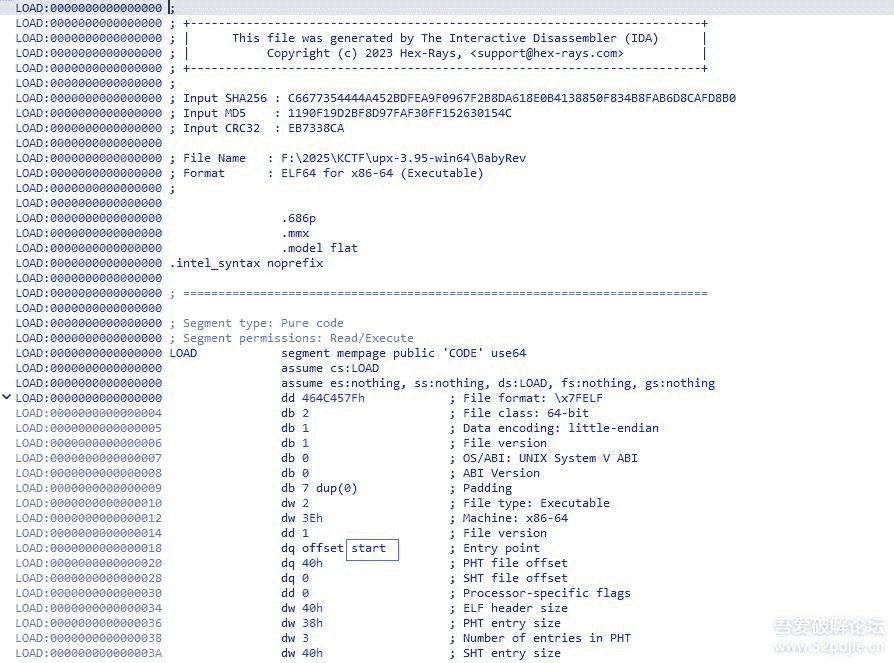 LOAD:0000000000000000 ;
LOAD:0000000000000000 ; +-------------------------------------------------------------------------+
LOAD:0000000000000000 ; |      This file was generated by The Interactive Disassembler (IDA)      |
LOAD:0000000000000000 ; |           Copyright (c) 2023 Hex-Rays, <support@hex-rays.com>           |
LOAD:0000000000000000 ; +-------------------------------------------------------------------------+
LOAD:0000000000000000 ;
LOAD:0000000000000000 ; Input SHA256 : C6677354444A452BDFEA9F0967F2B8DA618E0B4138850F834B8FAB6D8CAFD8B0
LOAD:0000000000000000 ; Input MD5    : 1190F19D2BF8D97FAF30FF152630154C
LOAD:0000000000000000 ; Input CRC32  : EB7338CA
LOAD:0000000000000000
LOAD:0000000000000000 ; File Name   : F:\2025\KCTF\upx-3.95-win64\BabyRev
LOAD:0000000000000000 ; Format      : ELF64 for x86-64 (Executable)
LOAD:0000000000000000 ;
LOAD:0000000000000000
LOAD:0000000000000000                 .686p
LOAD:0000000000000000                 .mmx
LOAD:0000000000000000                 .model flat
LOAD:0000000000000000 .intel_syntax noprefix
LOAD:0000000000000000
LOAD:0000000000000000 ; ===========================================================================
LOAD:0000000000000000
LOAD:0000000000000000 ; Segment type: Pure code
LOAD:0000000000000000 ; Segment permissions: Read/Execute
LOAD:0000000000000000 LOAD            segment mempage public 'CODE' use64
LOAD:0000000000000000                 assume cs:LOAD
LOAD:0000000000000000                 assume es:nothing, ss:nothing, ds:LOAD, fs:nothing, gs:nothing
LOAD:0000000000000000                 dd 464C457Fh            ; File format: \x7FELF
LOAD:0000000000000004                 db 2                    ; File class: 64-bit
LOAD:0000000000000005                 db 1                    ; Data encoding: little-endian
LOAD:0000000000000006                 db 1                    ; File version
LOAD:0000000000000007                 db 0                    ; OS/ABI: UNIX System V ABI
LOAD:0000000000000008                 db 0                    ; ABI Version
LOAD:0000000000000009                 db 7 dup(0)             ; Padding
LOAD:0000000000000010                 dw 2                    ; File type: Executable
LOAD:0000000000000012                 dw 3Eh                  ; Machine: x86-64
LOAD:0000000000000014                 dd 1                    ; File version
LOAD:0000000000000018                 dq offset start         ; Entry point
LOAD:0000000000000020                 dq 40h                  ; PHT file offset
LOAD:0000000000000028                 dq 0                    ; SHT file offset
LOAD:0000000000000030                 dd 0                    ; Processor-specific flags
LOAD:0000000000000034                 dw 40h                  ; ELF header size
LOAD:0000000000000036                 dw 38h                  ; PHT entry size
LOAD:0000000000000038                 dw 3                    ; Number of entries in PHT
LOAD:000000000000003A                 dw 40h                  ; SHT entry size
吾爱破解论坛
www.52pojie.cn